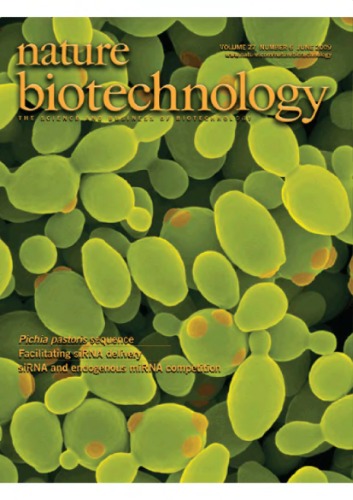 nature
VOLUME 27 NUMBER 6 JUNE 2009
biotechnology
THE SCIENCE AND BUSINESS OF BIOTECHNOLOGY
Pichia pastoris sequence
Facilitating siRNA delivery
siRNA and endogenous miRNA competition